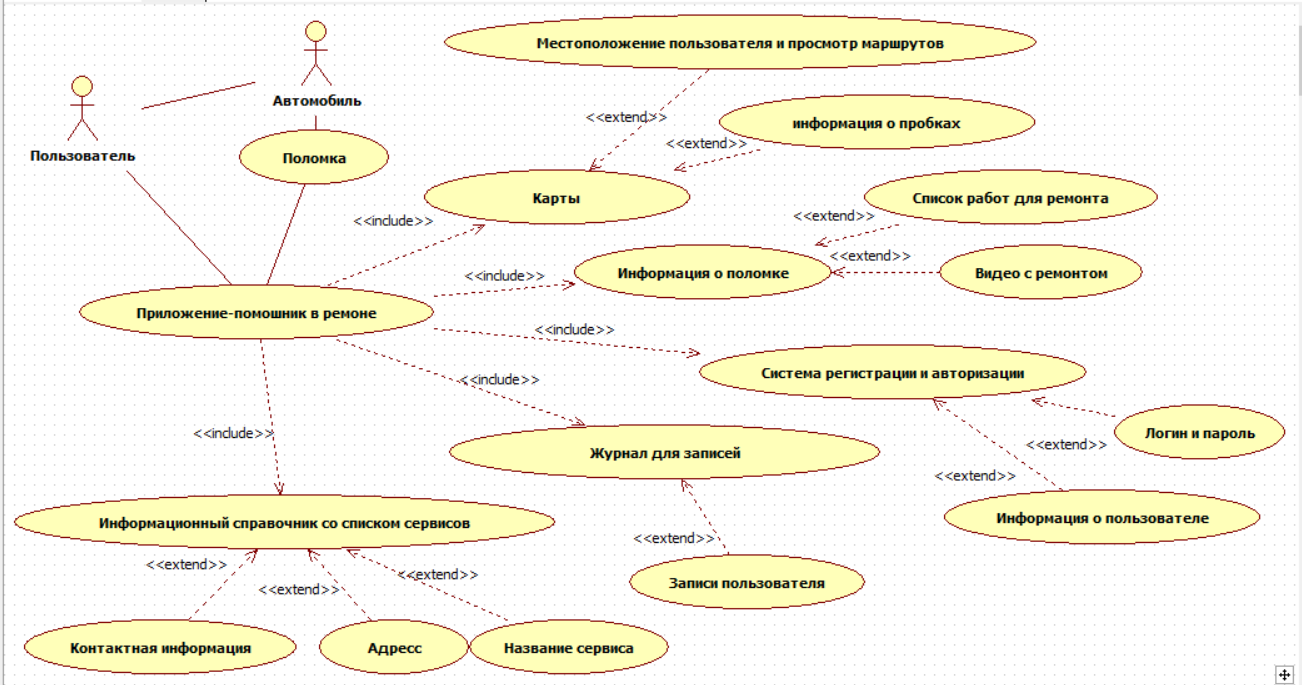 Местоположение пользователя и просмотр маршрутов
Автомобиль
<<extend>>
информация о пробках
<<extend>>
Пользователь
Поломка
Карты
Список работ для ремонта
<<include>>
<<extend>>
<<extend>>
Информация о поломке
Видео с ремонтом
<<include>>
Приложение-помошник в ремоне
<<include>>
Система регистрации и авторизации
<<include>>
<<include>>
Логин и пароль
<<extend>>
Журнал для записей
<<extend>>
Информация о пользователе
Информационный справочник со списком сервисов
<<extend>>
<<extend>>
<<extend>>
<<extend>>
Записи пользователя
Контактная информация
Адресс
Название сервиса